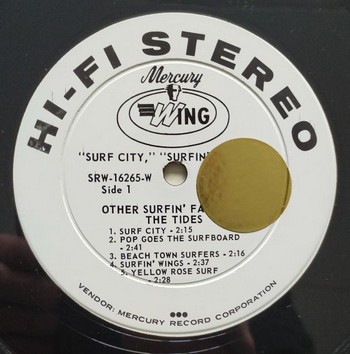 HI-FI STEREO
Mercury
WING
"SURF CITY," "SURFIN'
SRW-16265-W
Side 1
OTHER SURFIN'
THE TIDES
1. SURF CITY - 2:15
2. POP GOES THE SURFBOARD
- 2:41
3. BEACH TOWN SURFERS - 2:16
4. SURFIN' WINGS - 2:37
5. YELLOW ROSE SURF
- 2:28
VENDOR: MERCURY RECORD CORPORATION